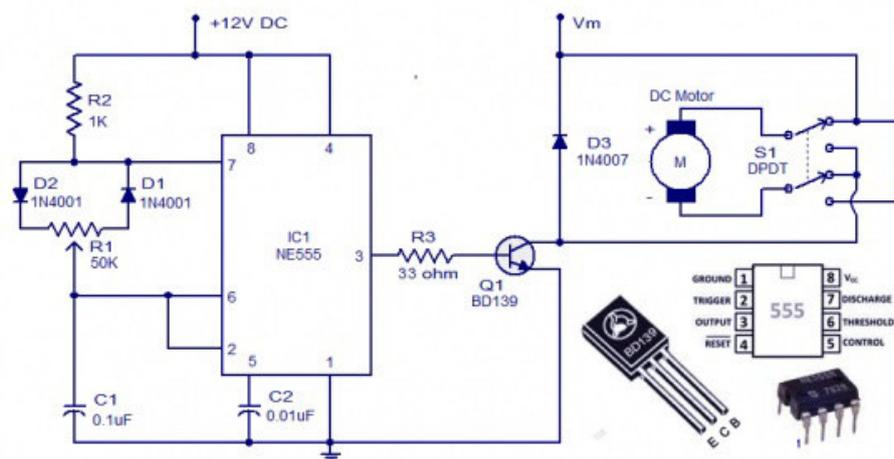 +12V DC
Vm
R2
1K
8
4
7
D2
1N4001
D1
1N4001
R1
50K
IC1
NE555
3
R3
33 ohm
Q1
BD139
D3
1N4007
DC Motor
+
M
-
S1
DPDT
6
2
5
1
C1
0.1uF
C2
0.01uF
BD139
E C B
GROUND 1
TRIGGER 2
OUTPUT 3
RESET 4
555
8 Vcc
7 DISCHARGE
6 THRESHOLD
5 CONTROL
1